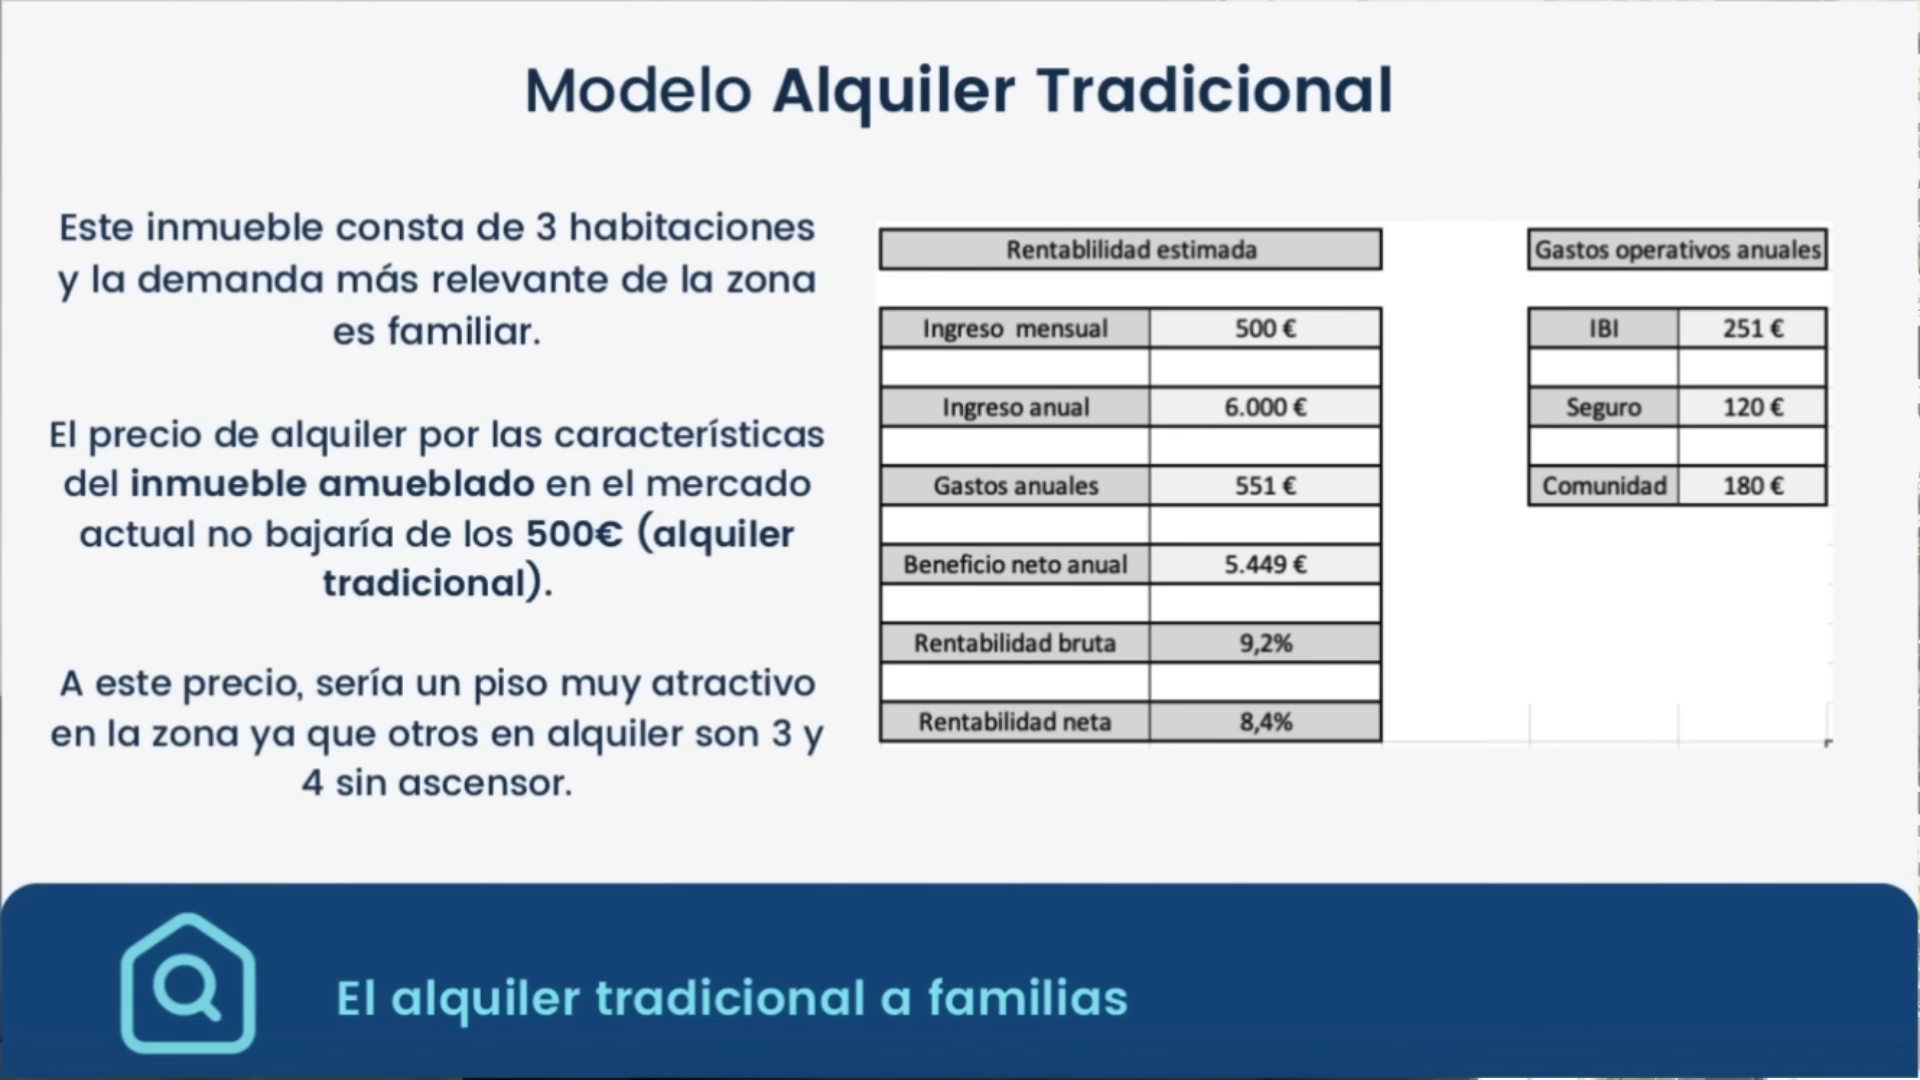 Modelo Alquiler Tradicional
Este inmueble consta de 3 habitaciones
y la demanda más relevante de la zona
es familiar.
El precio de alquiler por las características
del inmueble amueblado en el mercado
actual no bajaría de los 500€ (alquiler
tradicional).
A este precio, sería un piso muy atractivo
en la zona ya que otros en alquiler son 3 y
4 sin ascensor.
Rentablilidad estimada
Ingreso mensual 500 €
Ingreso anual 6.000 €
Gastos anuales 551 €
Beneficio neto anual 5.449 €
Rentabilidad bruta 9,2%
Rentabilidad neta 8,4%
Gastos operativos anuales
IBI 251 €
Seguro 120 €
Comunidad 180 €
El alquiler tradicional a familias